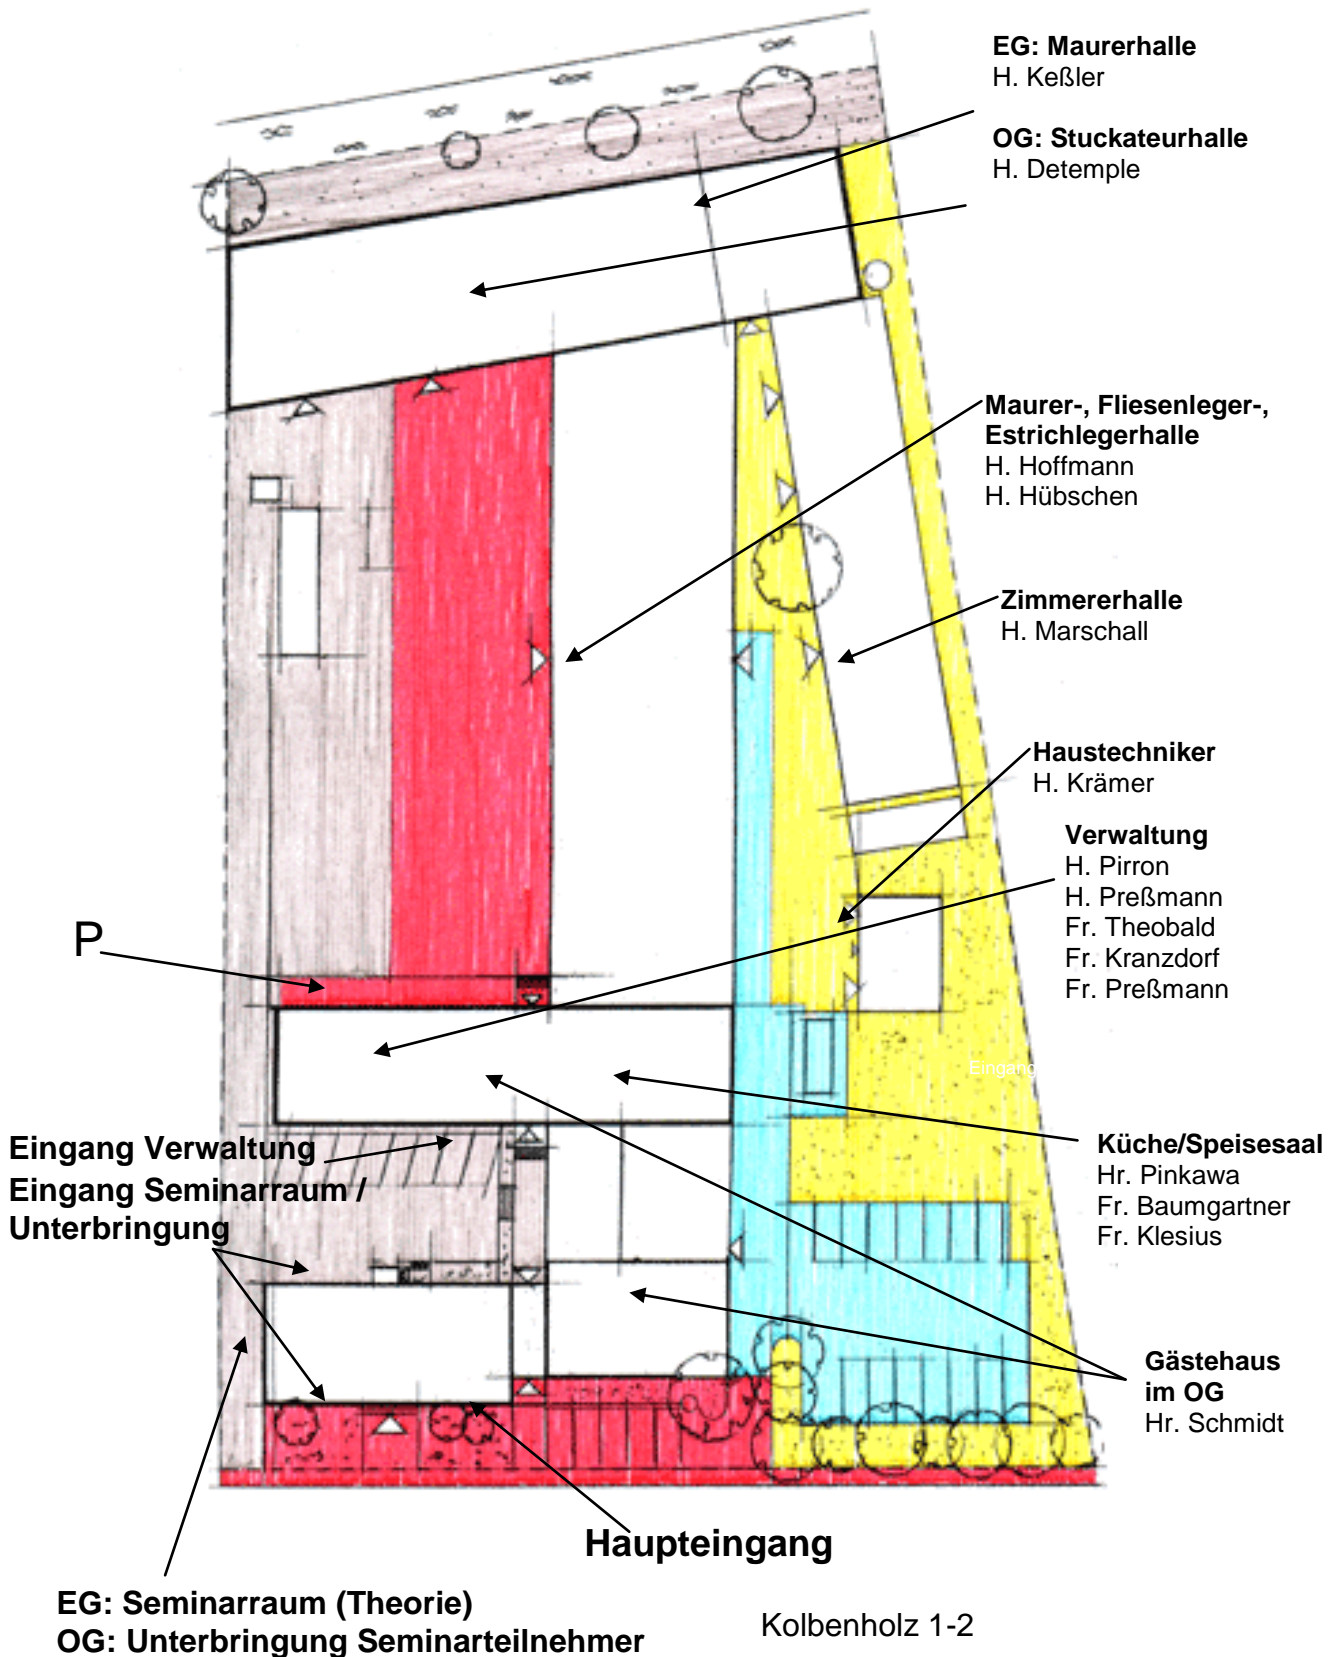 EG: Maurerhalle
H. Keßler
OG: Stuckateurhalle
H. Detemple
Maurer-, Fliesenleger-,
Estrichlegerhalle
H. Hoffmann
H. Hübschen
Zimmererhalle
H. Marschall
Haustechniker
H. Krämer
Verwaltung
H. Pirron
H. Preßmann
Fr. Theobald
Fr. Kranzdorf
Fr. Preßmann
P
Eingang
Eingang Verwaltung
Eingang Seminarraum /
Unterbringung
Küche/Speisesaal
Hr. Pinkawa
Fr. Baumgartner
Fr. Klesius
Gästehaus
im OG
Hr. Schmidt
Haupteingang
EG: Seminarraum (Theorie)
OG: Unterbringung Seminarteilnehmer
Kolbenholz 1-2